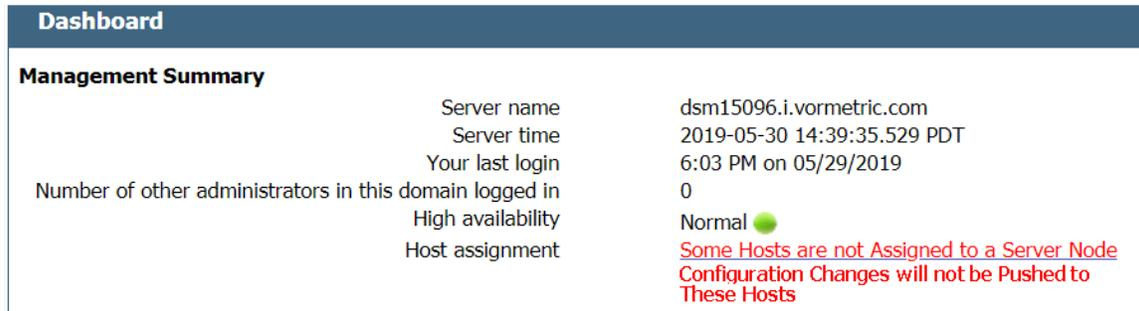 Dashboard
Management Summary
Server name dsm15096.i.vormetric.com
Server time 2019-05-30 14:39:35.529 PDT
Your last login 6:03 PM on 05/29/2019
Number of other administrators in this domain logged in 0
High availability Normal
Host assignment Some Hosts are not Assigned to a Server Node
Configuration Changes will not be Pushed to
These Hosts